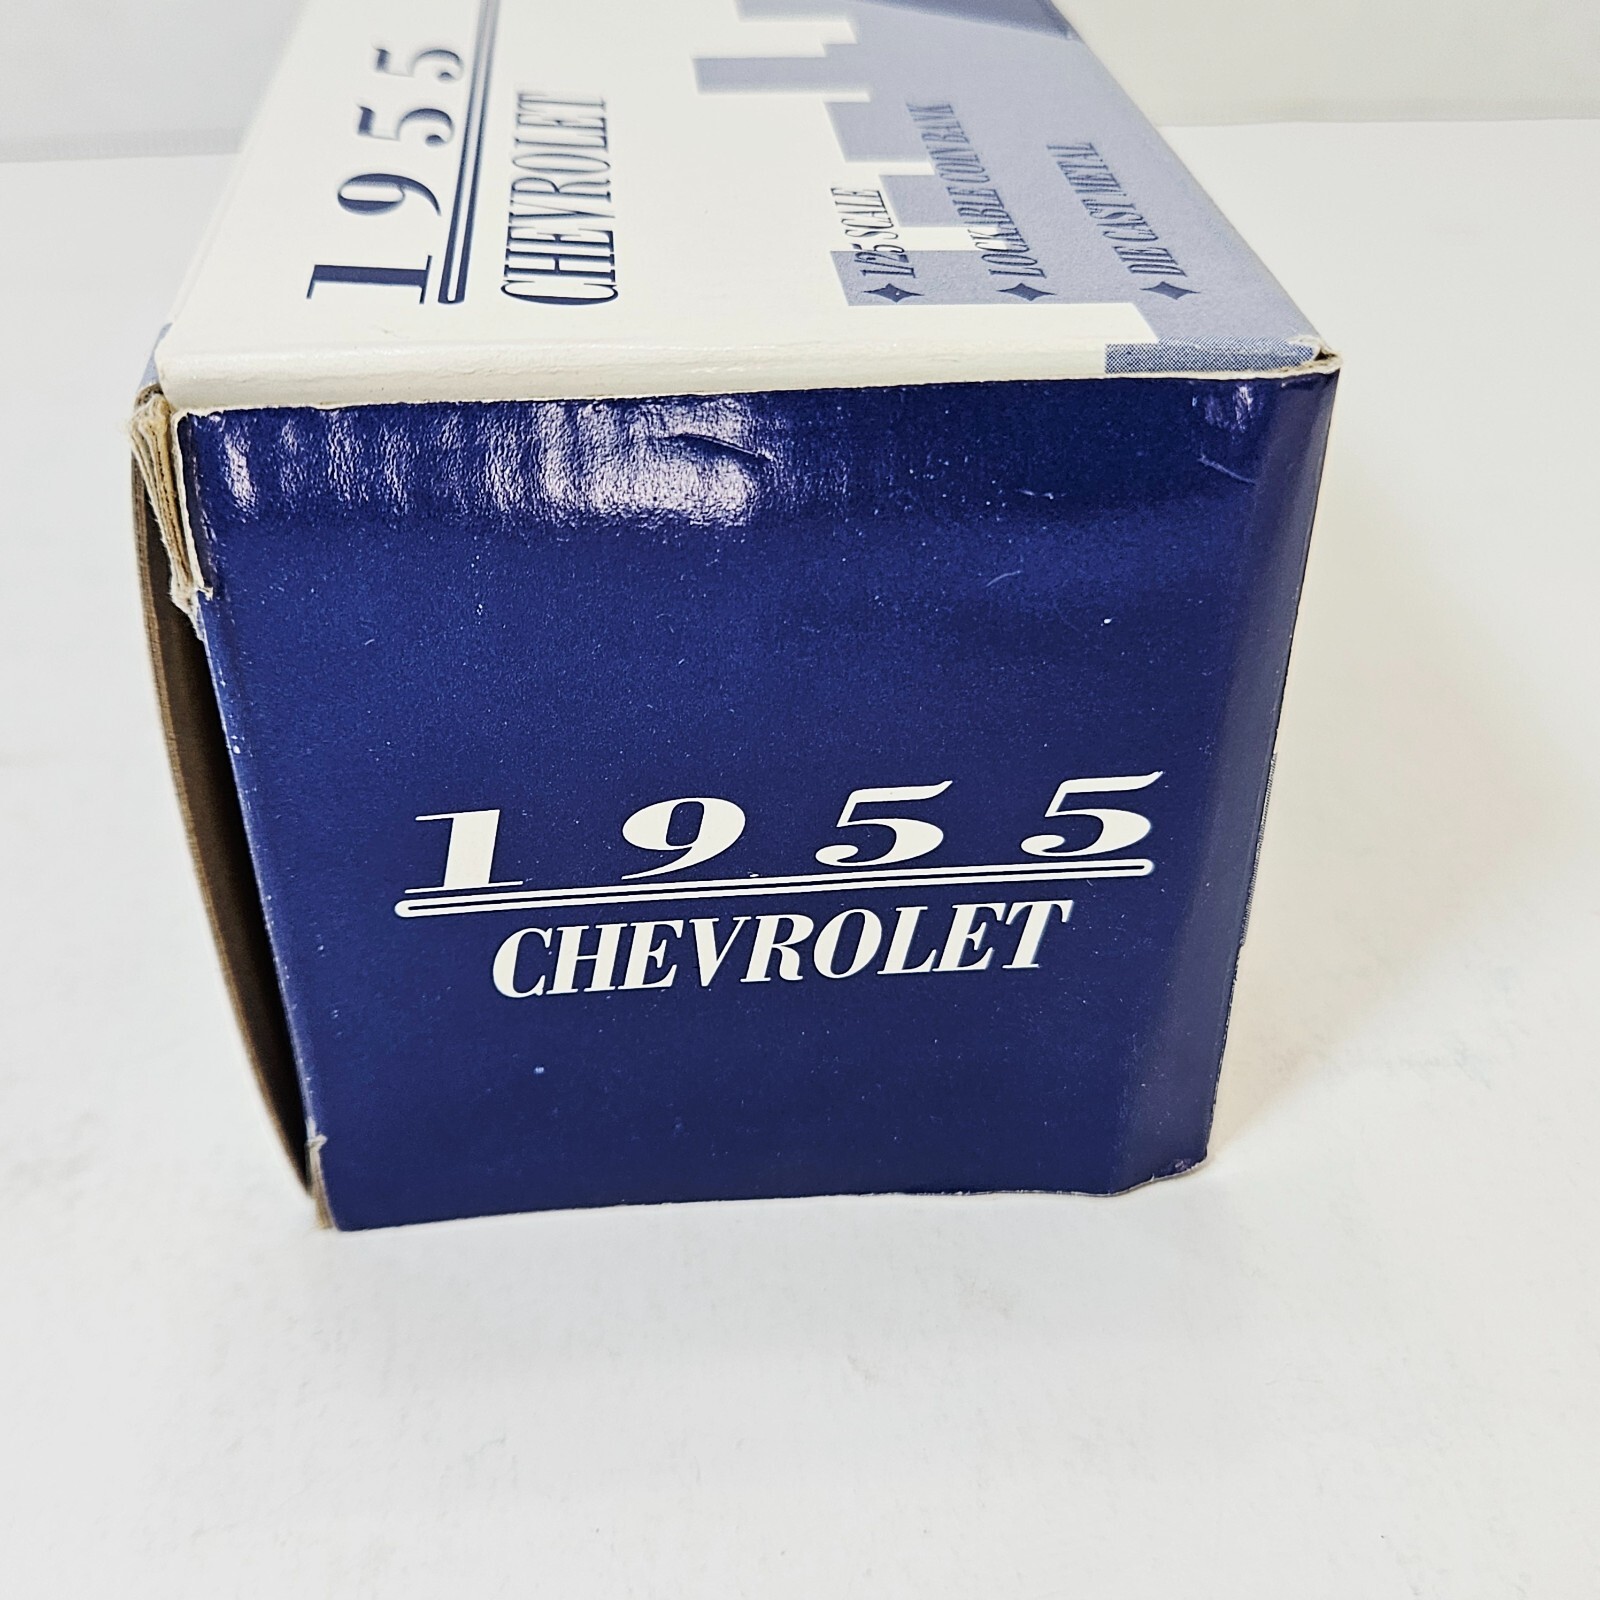 1955
CHEVROLET
1/25 SCALE
LOCKABLE COIN BANK
DIE CAST METAL
1955
CHEVROLET